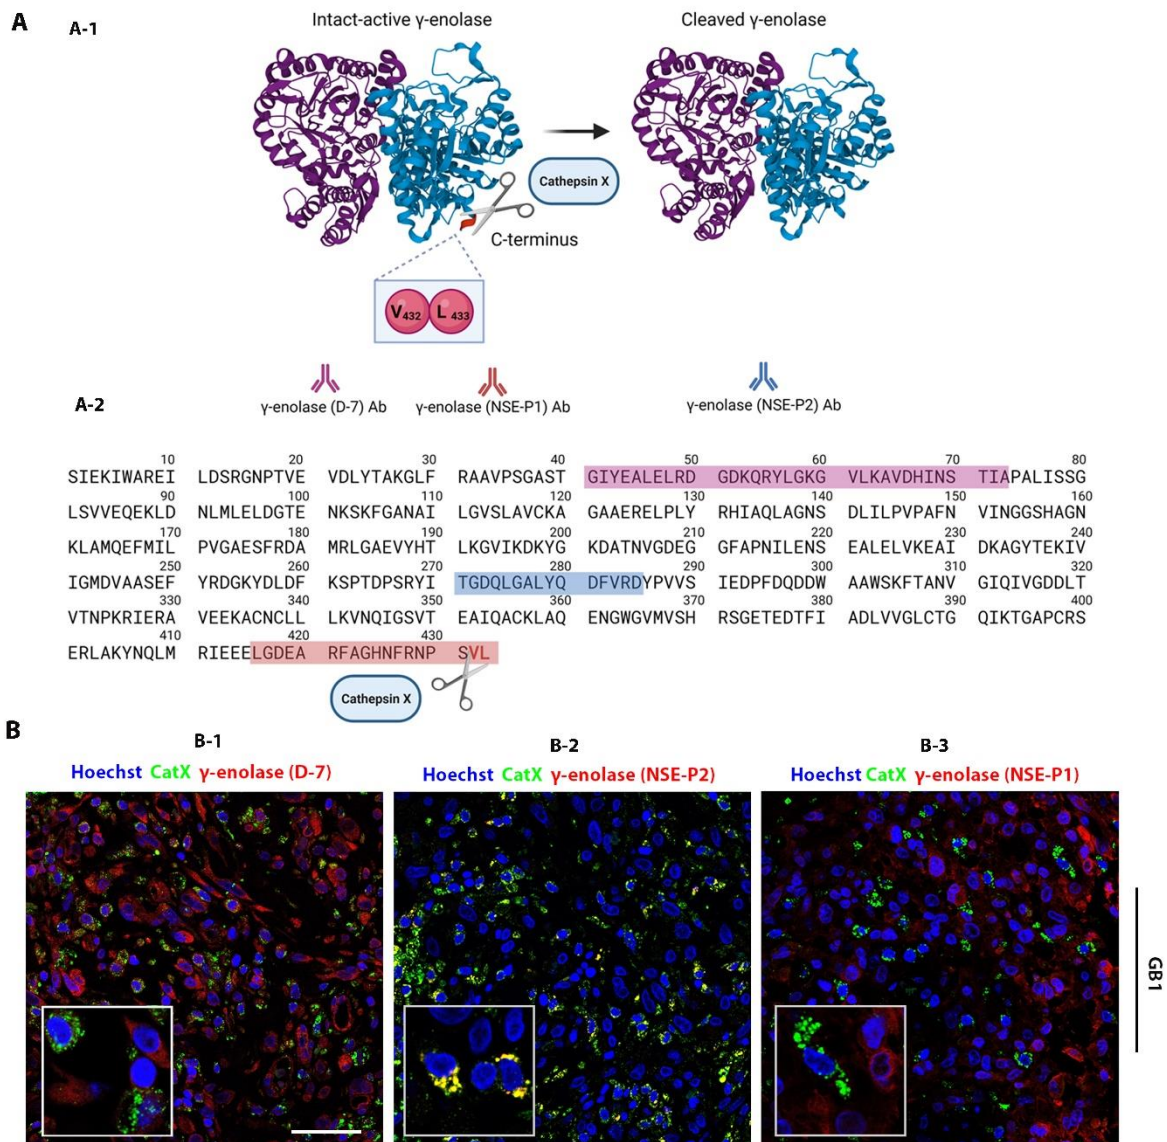 A
A-1
Intact-active γ-enolase
Cleaved γ-enolase
Cathepsin X
C-terminus
V432 L 433
A-2
γ-enolase (D-7) Ab
γ-enolase (NSE-P1) Ab
γ-enolase (NSE-P2) Ab
10 20 30 40 50 60 70 80
SIEKIWAREI LDSRGNPTVE VDLYTAKGLF RAAVPSGAST GIYEALELRD GDKQRYLGKG VLKAVDHINS TIAPALISSG
90 100 110 120 130 140 150 160
LSVVEQEKLD NLMLELDGTE NKSKFGANAI LGVSLAVCKA GAAERELPLY RHIAQLAGNS DLILPVPAFN VINGGSHAGN
170 180 190 200 210 220 230 240
KLAMQEFMIL PVGAESFRDA MRLGAEVYHT LKGVIKDKYG KDATNVGDEG GFAPNILENS EALELVKEAI DKAGYTEKIV
250 260 270 280 290 300 310 320
IGMDVAASEF YRDGKYDLDF KSPTDPSRYI TGDQLGALYQ DFVRDYPVVS IEDPFDQDDW AAWSKFTANV GIQIVGDDLT
330 340 350 360 370 380 390 400
VTNPKRIERA VEEKACNCLL LKVNQIGSVT EAIQACKLAQ ENGWGVMVSH RSGETEDTFI ADLVVGLCTG QIKTGAPCRS
410 420 430
ERLAKYNQLM RIEEELGDEA RFAGHNFRNP SVL
Cathepsin X
B
B-1
B-2
B-3
Hoechst CatX γ-enolase (D-7)
Hoechst CatX γ-enolase (NSE-P2)
Hoechst CatX γ-enolase (NSE-P1)
GB1